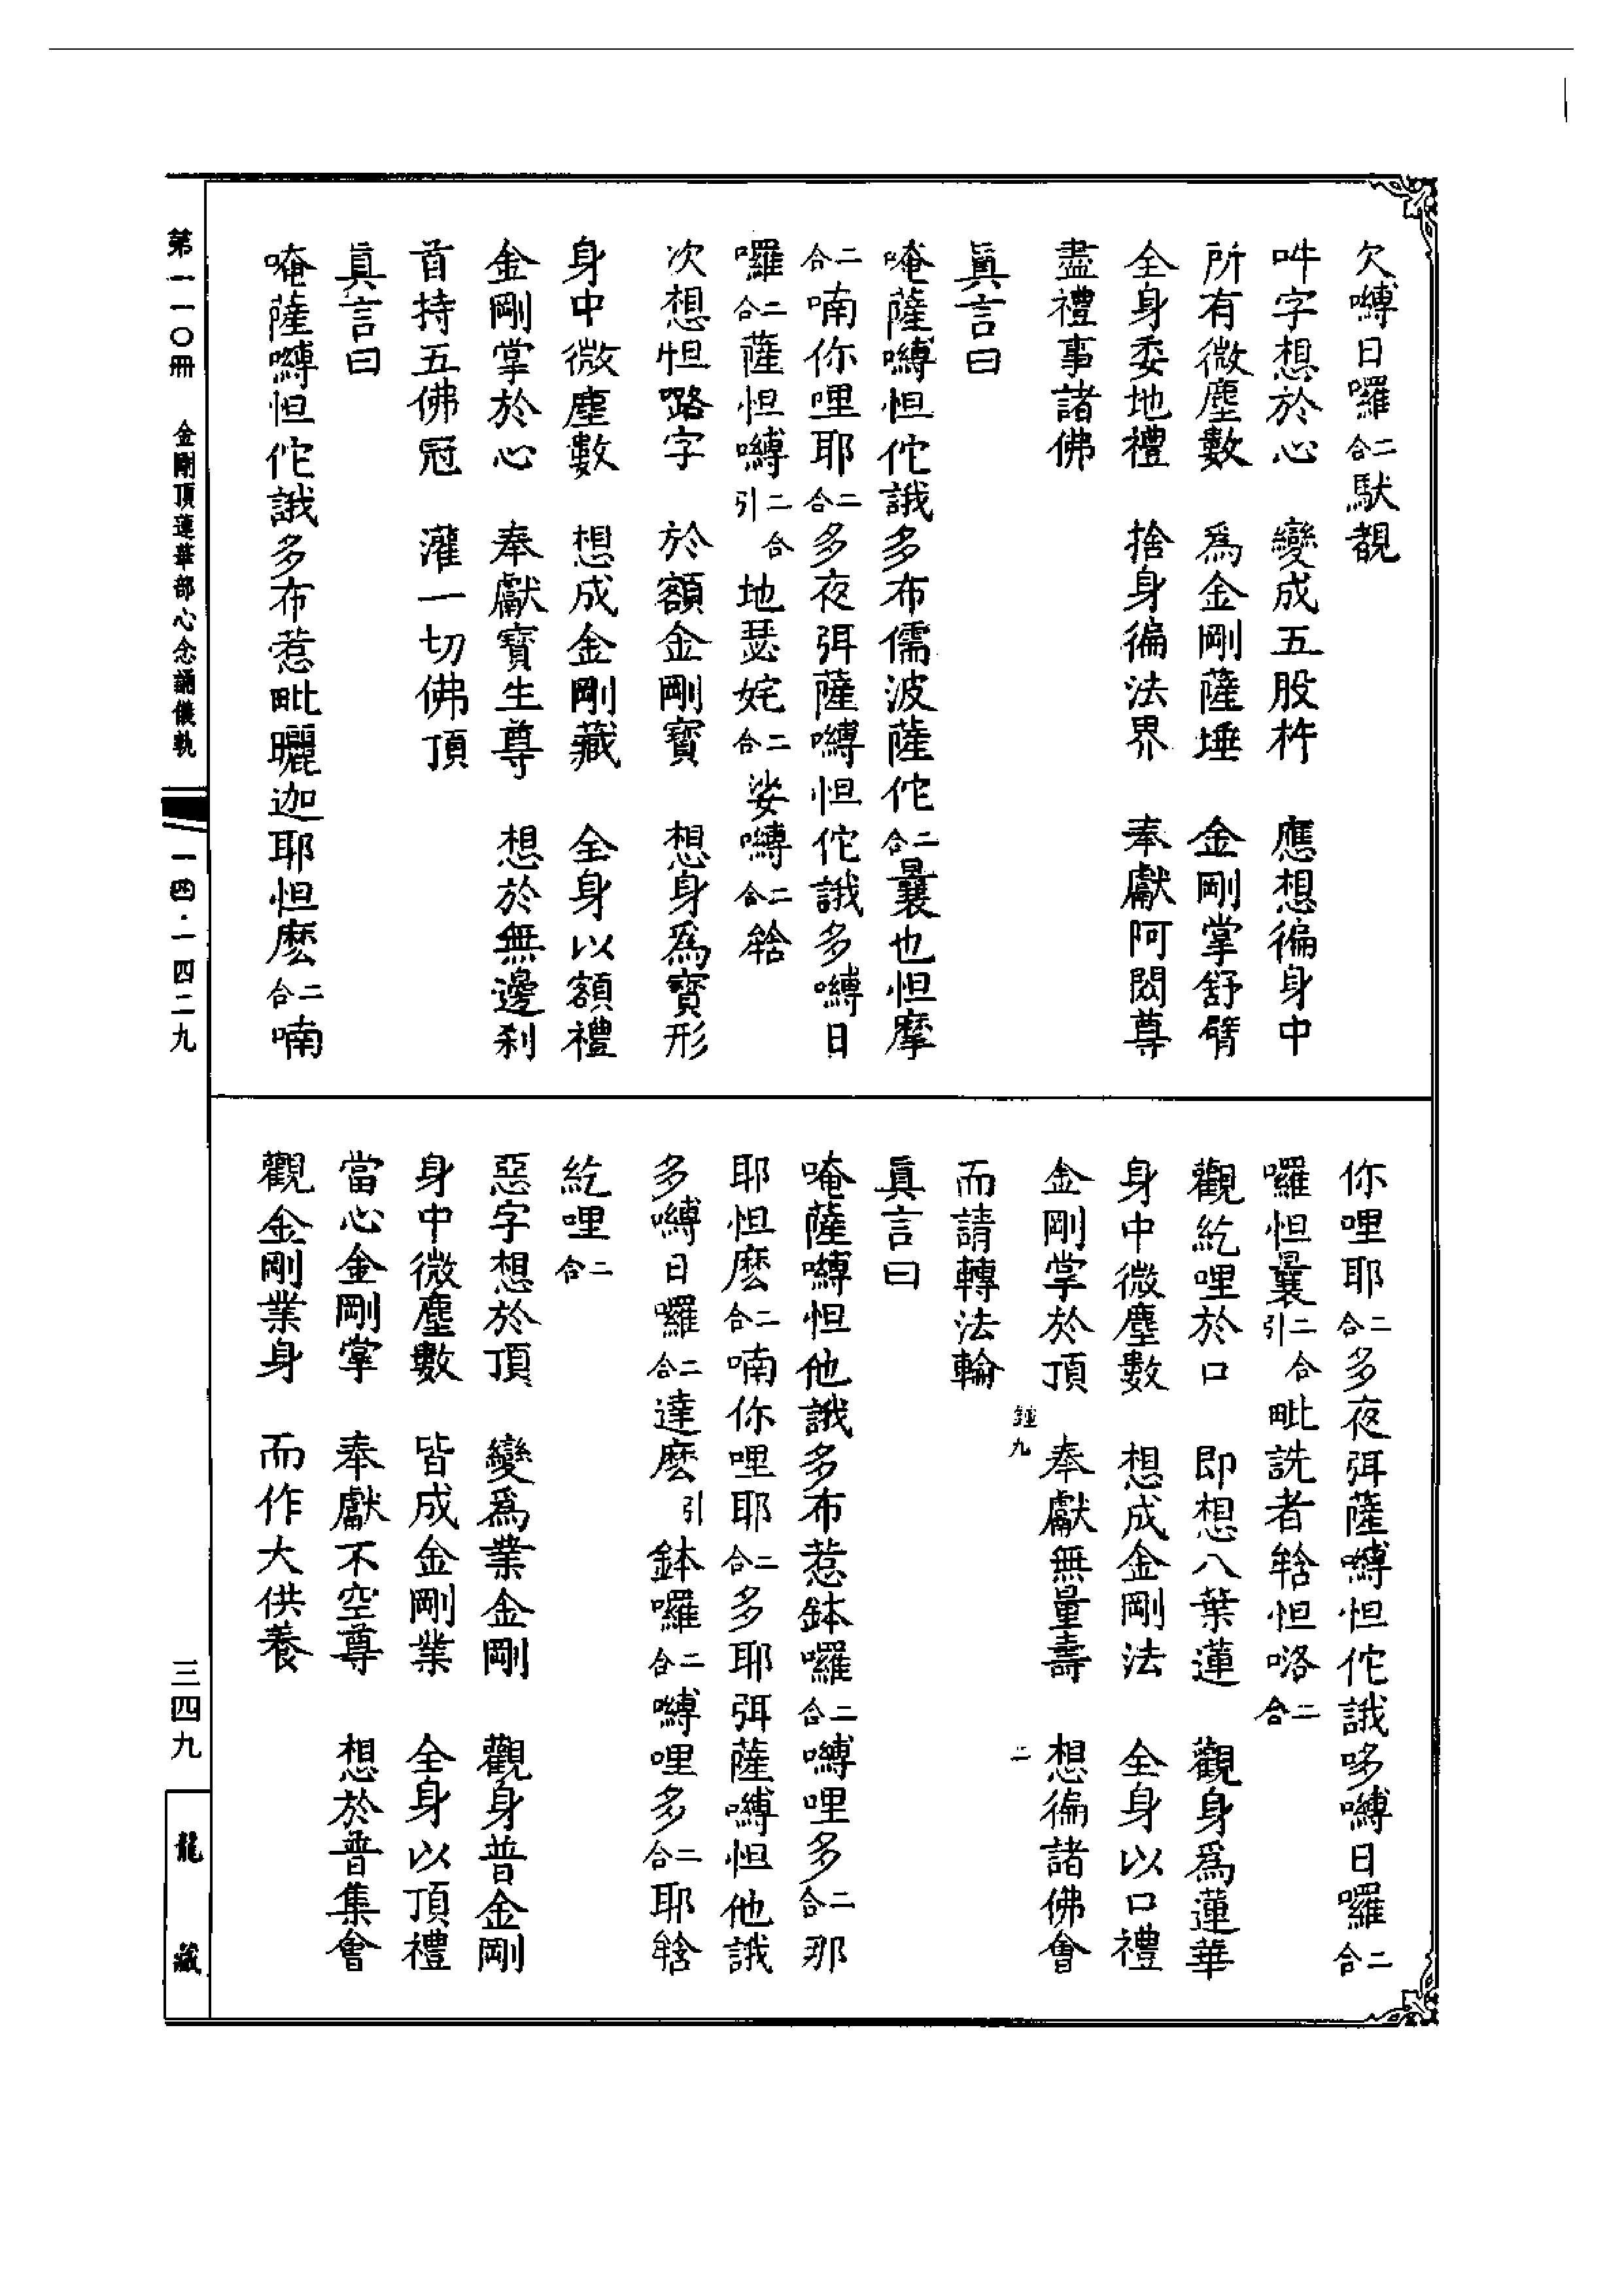 欠嚩日囉二合馱覩
吽字想於心　變成五股杵　應想徧身中
所有微塵數　爲金剛薩埵　金剛掌舒臂
全身委地禮　捨身徧法界　奉獻阿閦尊
盡禮事諸佛
眞言曰
唵薩嚩怛佗誐多布儒波薩佗二合曩也怛摩
二合喃你哩耶二合多夜弭薩嚩怛佗誐多嚩日
囉二合薩怛嚩二合引地瑟姹二合娑嚩二合𤚥
次想怛𡀔字　於額金剛寶　想身爲寶形
身中微塵數　想成金剛藏　全身以額禮
金剛掌於心　奉獻寶生尊　想於無邊剎
首持五佛冠　灌一切佛頂
眞言曰
唵薩嚩怛佗誐多布惹毗曬迦耶怛麽二合喃
你哩耶二合多夜弭薩嚩怛佗誐哆嚩日囉二合
囉怛曩二合引毗詵者𤚥怛咯二合
觀紇哩於口　即想八葉蓮　觀身爲蓮華
身中微塵數　想成金剛法　全身以口禮
金剛掌於頂　奉獻無量壽　想徧諸佛會
鍾九　二
而請轉法輪
眞言曰
唵薩嚩怛他誐多布惹鉢囉二合嚩哩多二合那
耶怛麽二合喃你哩耶二合多耶弭薩嚩怛他誐
多嚩日囉二合達麽引鉢囉二合嚩哩多二合耶𤚥
紇哩二合
惡字想於頂　變爲業金剛　觀身普金剛
身中微塵數　皆成金剛業　全身以頂禮
當心金剛掌　奉獻不空尊　想於普集會
觀金剛業身　而作大供養
第一一〇冊　金剛頂蓮華部心念誦儀軌　一四·一四二九　三四九　龍藏